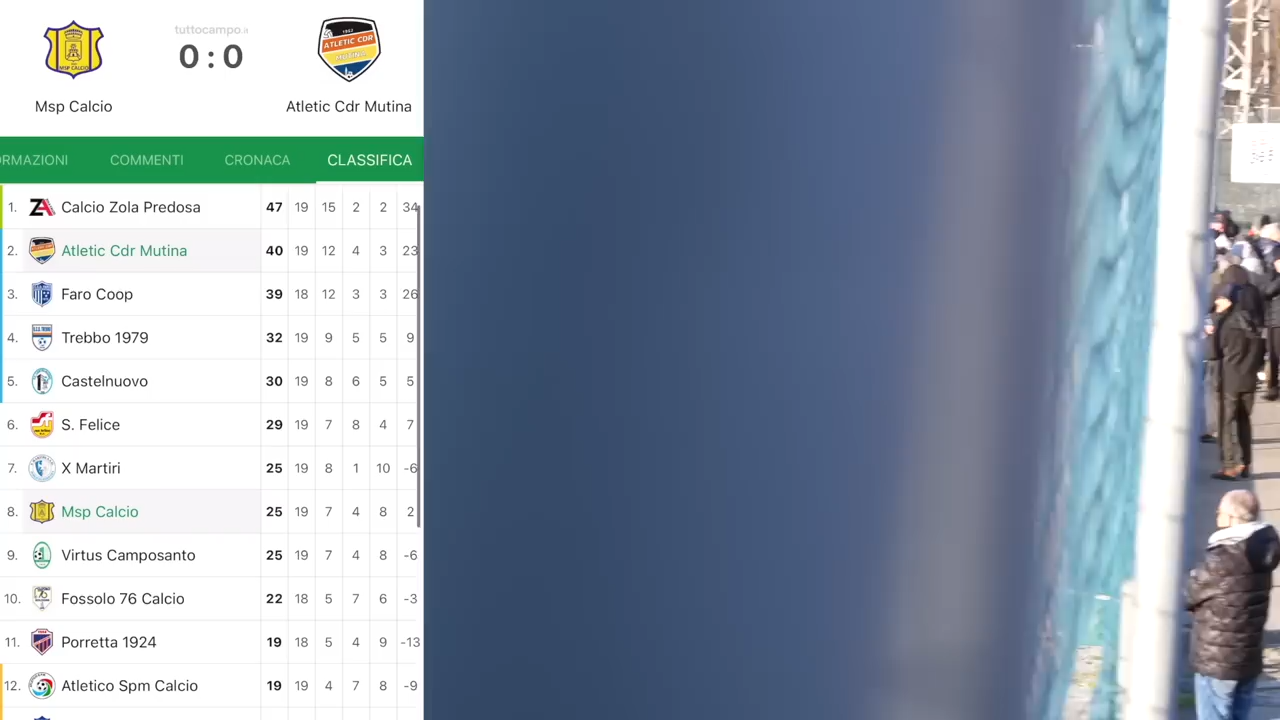 tuttocampo.it
0 : 0
Msp Calcio
Atletic Cdr Mutina
ATLETIC CDR
MUTINA
MSP CALCIO
ORMAZIONI COMMENTI CRONACA CLASSIFICA
1. Calcio Zola Predosa 47 19 15 2 2 34
2. Atletic Cdr Mutina 40 19 12 4 3 23
3. Faro Coop 39 18 12 3 3 26
4. Trebbo 1979 32 19 9 5 5 9
5. Castelnuovo 30 19 8 6 5 5
6. S. Felice 29 19 7 8 4 7
7. X Martiri 25 19 8 1 10 -6
8. Msp Calcio 25 19 7 4 8 2
9. Virtus Camposanto 25 19 7 4 8 -6
10. Fossolo 76 Calcio 22 18 5 7 6 -3
11. Porretta 1924 19 18 5 4 9 -13
12. Atletico Spm Calcio 19 19 4 7 8 -9